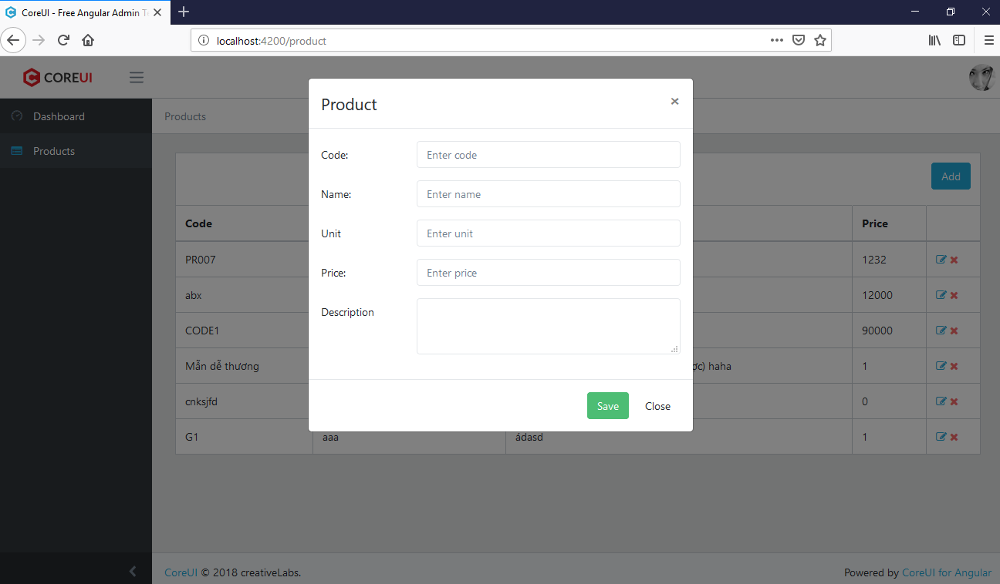 CoreUI - Free Angular Admin Te
localhost:4200/product
COREUI
Dashboard
Products
Products
Add
Product
×
Code:
Enter code
Name:
Enter name
Unit
Enter unit
Price:
Enter price
Description
Save
Close
Code
Price
PR007
1232
abx
12000
CODE1
90000
Mẫn dễ thương
ợc) haha
1
cnksjfd
0
G1
aaa
ádasd
1
CoreUI © 2018 creativeLabs.
Powered by CoreUI for Angular